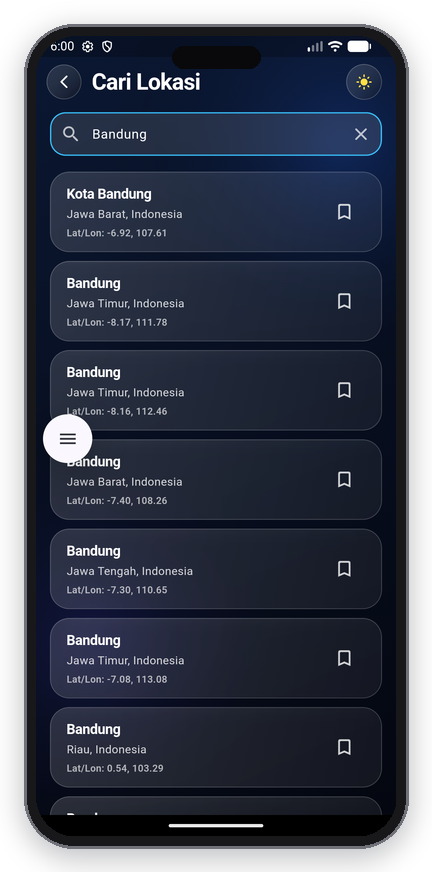 6:00
Cari Lokasi
Bandung
Kota Bandung
Jawa Barat, Indonesia
Lat/Lon: -6.92, 107.61
Bandung
Jawa Timur, Indonesia
Lat/Lon: -8.17, 111.78
Bandung
Jawa Timur, Indonesia
Lat/Lon: -8.16, 112.46
Bandung
Jawa Barat, Indonesia
Lat/Lon: -7.40, 108.26
Bandung
Jawa Tengah, Indonesia
Lat/Lon: -7.30, 110.65
Bandung
Jawa Timur, Indonesia
Lat/Lon: -7.08, 113.08
Bandung
Riau, Indonesia
Lat/Lon: 0.54, 103.29